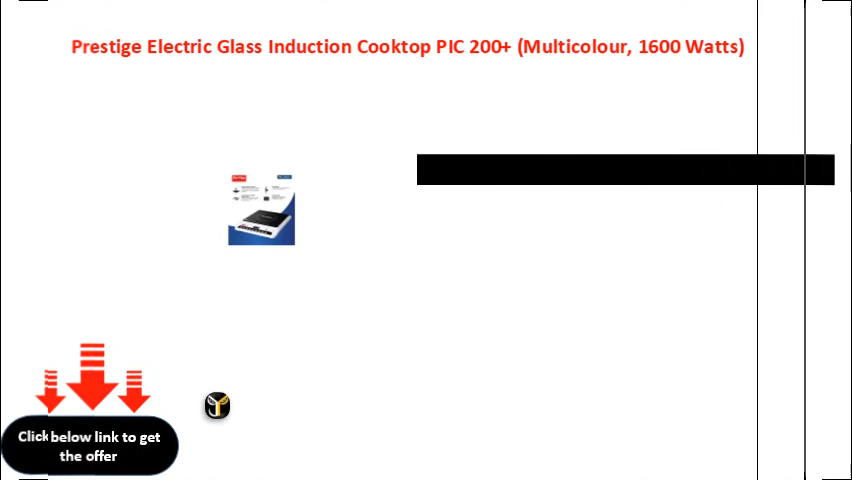 Prestige Electric Glass Induction Cooktop PIC 200+ (Multicolour, 1600 Watts)
Click below link to get
the offer